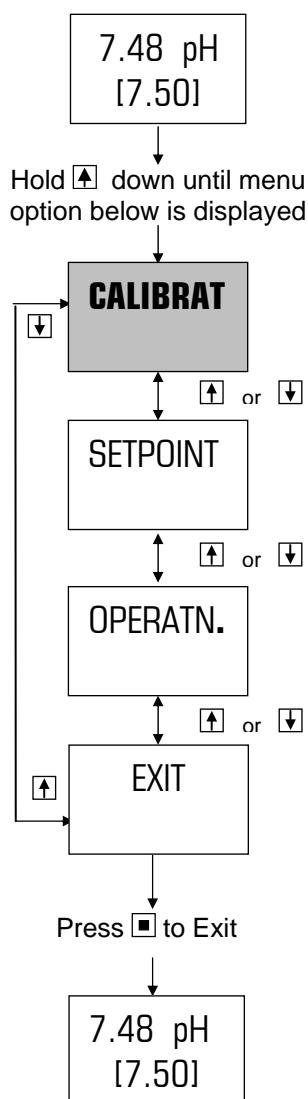 7.48 pH
[7.50]
Hold down until menu
option below is displayed
CALIBRAT
or
SETPOINT
or
OPERATN.
or
EXIT
Press to Exit
7.48 pH
[7.50]